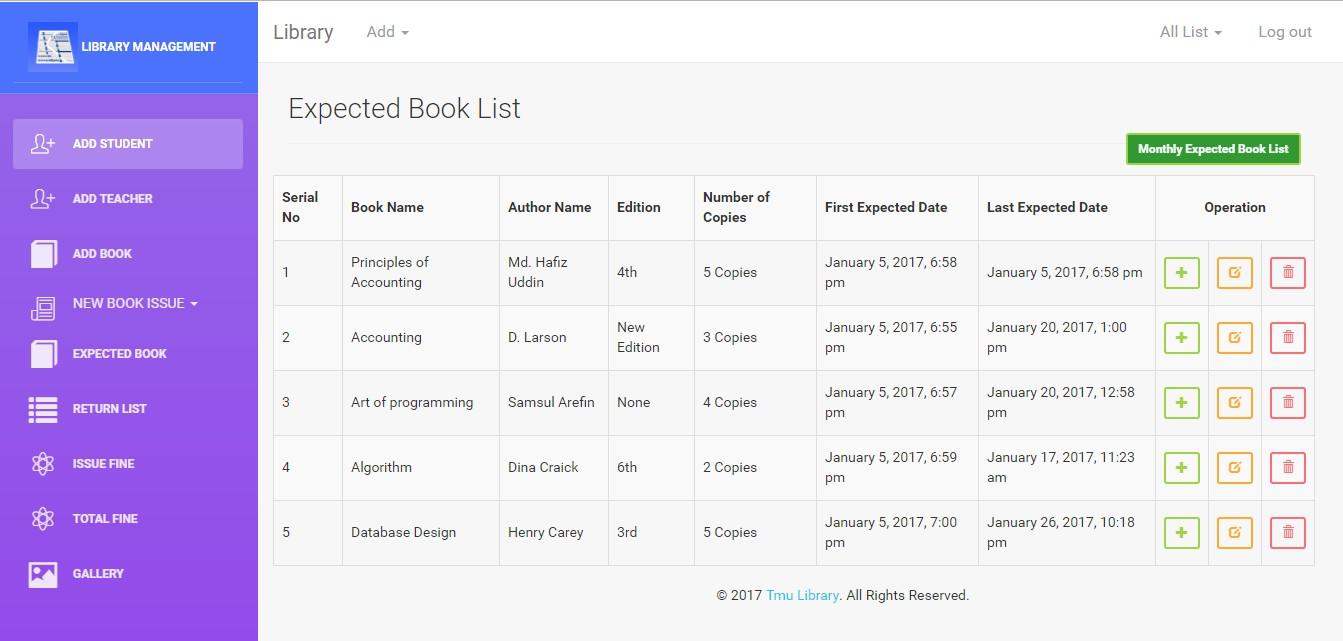 LIBRARY MANAGEMENT
ADD STUDENT
ADD TEACHER
ADD BOOK
NEW BOOK ISSUE
EXPECTED BOOK
RETURN LIST
ISSUE FINE
TOTAL FINE
GALLERY
Library Add All List Log out
Expected Book List
Monthly Expected Book List
Serial
No
Book Name
Author Name
Edition
Number of
Copies
First Expected Date
Last Expected Date
Operation
1
Principles of
Accounting
Md. Hafiz
Uddin
4th
5 Copies
January 5, 2017, 6:58
pm
January 5, 2017, 6:58 pm
2
Accounting
D. Larson
New
Edition
3 Copies
January 5, 2017, 6:55
pm
January 20, 2017, 1:00
pm
3
Art of programming
Samsul Arefin
None
4 Copies
January 5, 2017, 6:57
pm
January 20, 2017, 12:58
pm
4
Algorithm
Dina Craick
6th
2 Copies
January 5, 2017, 6:59
pm
January 17, 2017, 11:23
am
5
Database Design
Henry Carey
3rd
5 Copies
January 5, 2017, 7:00
pm
January 26, 2017, 10:18
pm
© 2017 Tmu Library. All Rights Reserved.